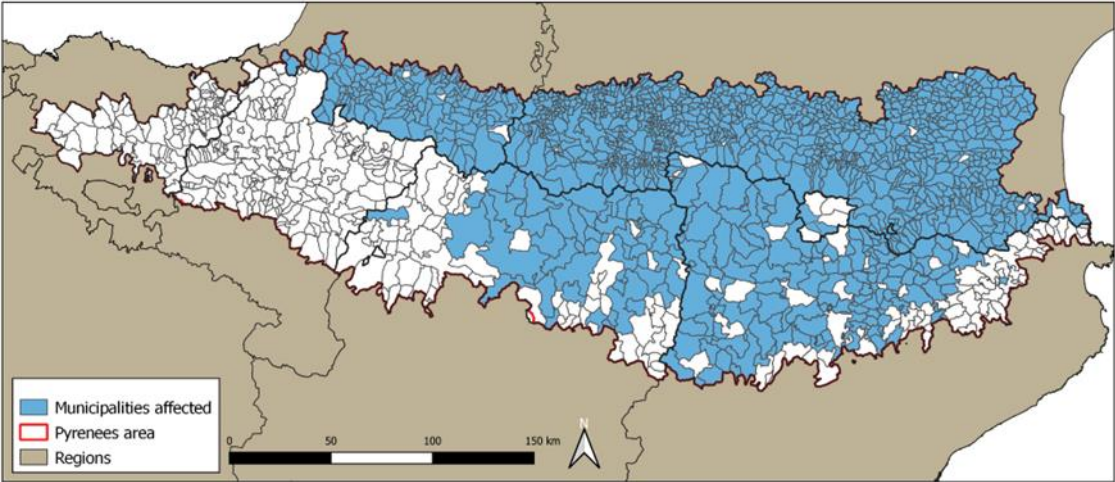 Municipalities affected
Pyrenees area
Regions
0 50 100 150 km
N